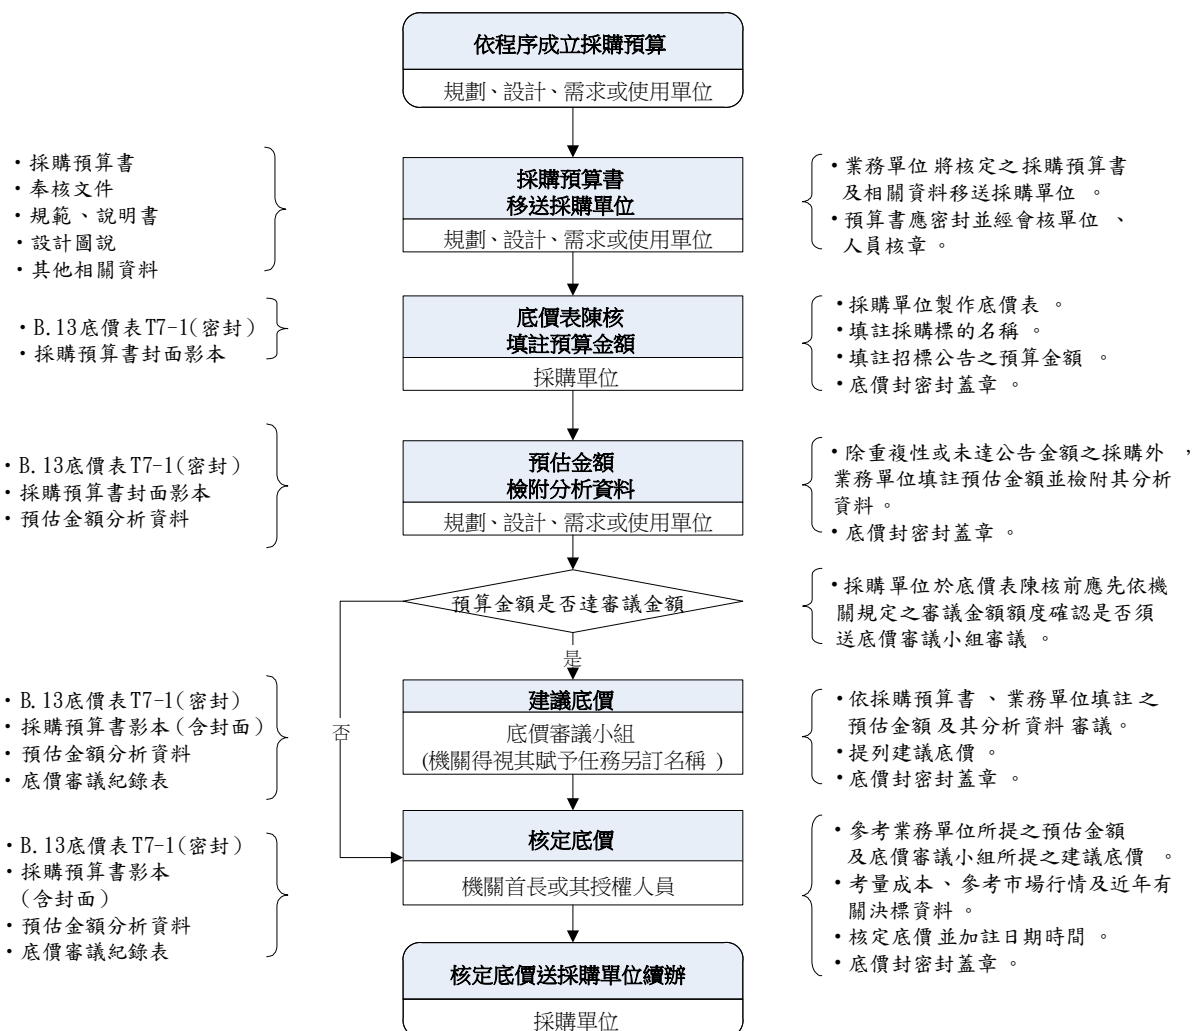 依程序成立採購預算
規劃、設計、需求或使用單位
・採購預算書
・奉核文件
・規範、說明書
・設計圖說
・其他相關資料
採購預算書
移送採購單位
規劃、設計、需求或使用單位
・業務單位 將核定之採購預算書
及相關資料移送採購單位 。
・預算書應密封並經會核單位 、
人員核章。
・B.13底價表T7-1(密封)
・採購預算書封面影本
底價表陳核
填註預算金額
採購單位
・採購單位製作底價表 。
・填註採購標的名稱 。
・填註招標公告之預算金額 。
・底價封密封蓋章 。
・B.13底價表T7-1(密封)
・採購預算書封面影本
・預估金額分析資料
預估金額
檢附分析資料
規劃、設計、需求或使用單位
・除重複性或未達公告金額之採購外 ，
業務單位填註預估金額並檢附其分析
資料。
・底價封密封蓋章 。
預算金額是否達審議金額
・採購單位於底價表陳核前應先依機
關規定之審議金額額度確認是否須
送底價審議小組審議 。
是
否
・B.13底價表T7-1(密封)
・採購預算書影本(含封面)
・預估金額分析資料
・底價審議紀錄表
建議底價
底價審議小組
(機關得視其賦予任務另訂名稱 )
・依採購預算書 、業務單位填註 之
預估金額 及其分析資料 審議。
・提列建議底價 。
・底價封密封蓋章 。
・B.13底價表T7-1(密封)
・採購預算書影本
(含封面)
・預估金額分析資料
・底價審議紀錄表
核定底價
機關首長或其授權人員
・參考業務單位所提之預估金額
及底價審議小組所提之建議底價 。
・考量成本、參考市場行情及近年有
關決標資料 。
・核定底價 並加註日期時間 。
・底價封密封蓋章 。
核定底價送採購單位續辦
採購單位